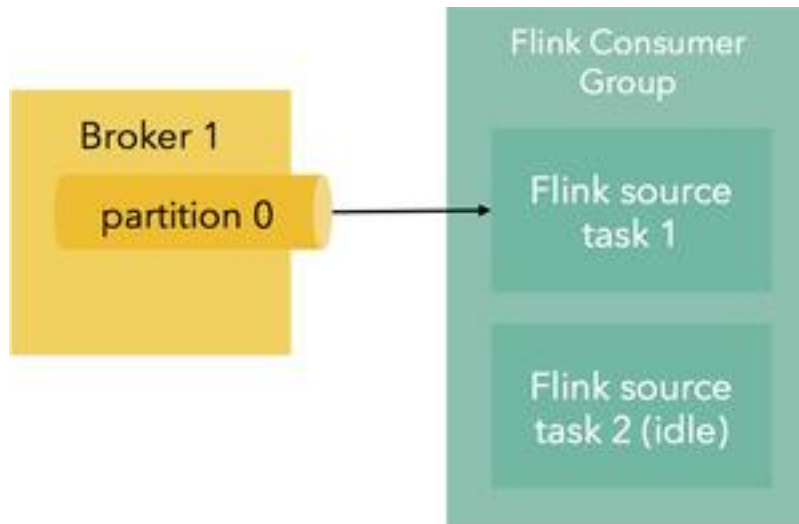 Flink Consumer
Group
Broker 1
partition 0
Flink source
task 1
Flink source
task 2 (idle)